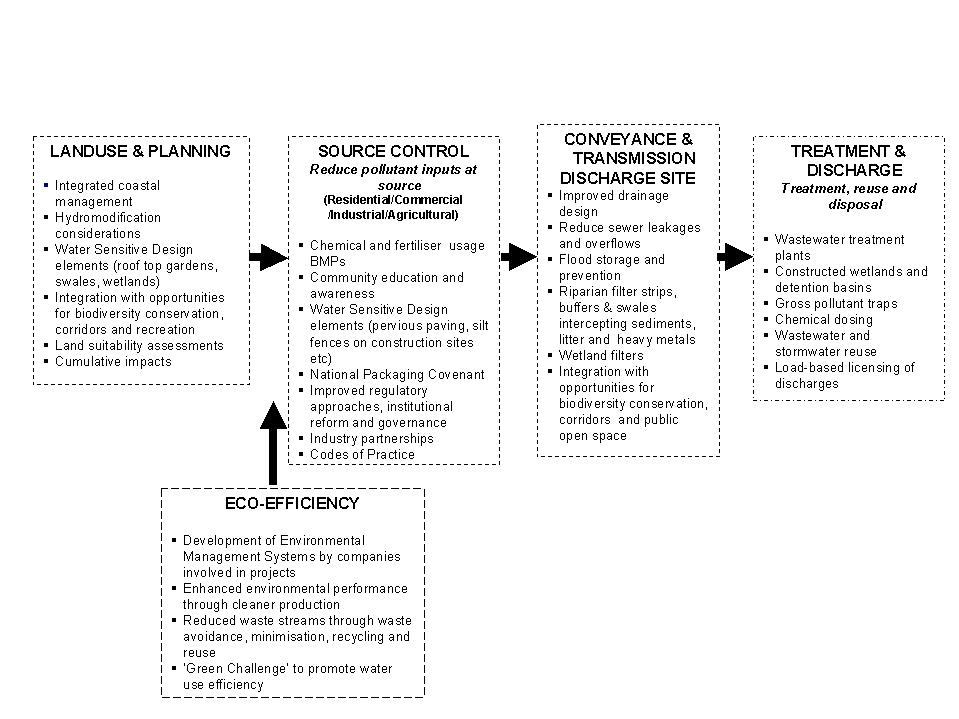 LANDUSE & PLANNING
▪ Integrated coastal
management
▪ Hydromodification
considerations
▪ Water Sensitive Design
elements (roof top gardens,
swales, wetlands)
▪ Integration with opportunities
for biodiversity conservation,
corridors and recreation
▪ Land suitability assessments
▪ Cumulative impacts
SOURCE CONTROL
Reduce pollutant inputs at
source
(Residential/Commercial
/Industrial/Agricultural)
▪ Chemical and fertiliser usage
BMPs
▪ Community education and
awareness
▪ Water Sensitive Design
elements (pervious paving, silt
fences on construction sites
etc)
▪ National Packaging Covenant
▪ Improved regulatory
approaches, institutional
reform and governance
▪ Industry partnerships
▪ Codes of Practice
CONVEYANCE &
TRANSMISSION
DISCHARGE SITE
▪ Improved drainage
design
▪ Reduce sewer leakages
and overflows
▪ Flood storage and
prevention
▪ Riparian filter strips,
buffers & swales
intercepting sediments,
litter and heavy metals
▪ Wetland filters
▪ Integration with
opportunities for
biodiversity conservation,
corridors and public
open space
TREATMENT &
DISCHARGE
Treatment, reuse and
disposal
▪ Wastewater treatment
plants
▪ Constructed wetlands and
detention basins
▪ Gross pollutant traps
▪ Chemical dosing
▪ Wastewater and
stormwater reuse
▪ Load-based licensing of
discharges
ECO-EFFICIENCY
▪ Development of Environmental
Management Systems by companies
involved in projects
▪ Enhanced environmental performance
through cleaner production
▪ Reduced waste streams through waste
avoidance, minimisation, recycling and
reuse
▪ 'Green Challenge' to promote water
use efficiency